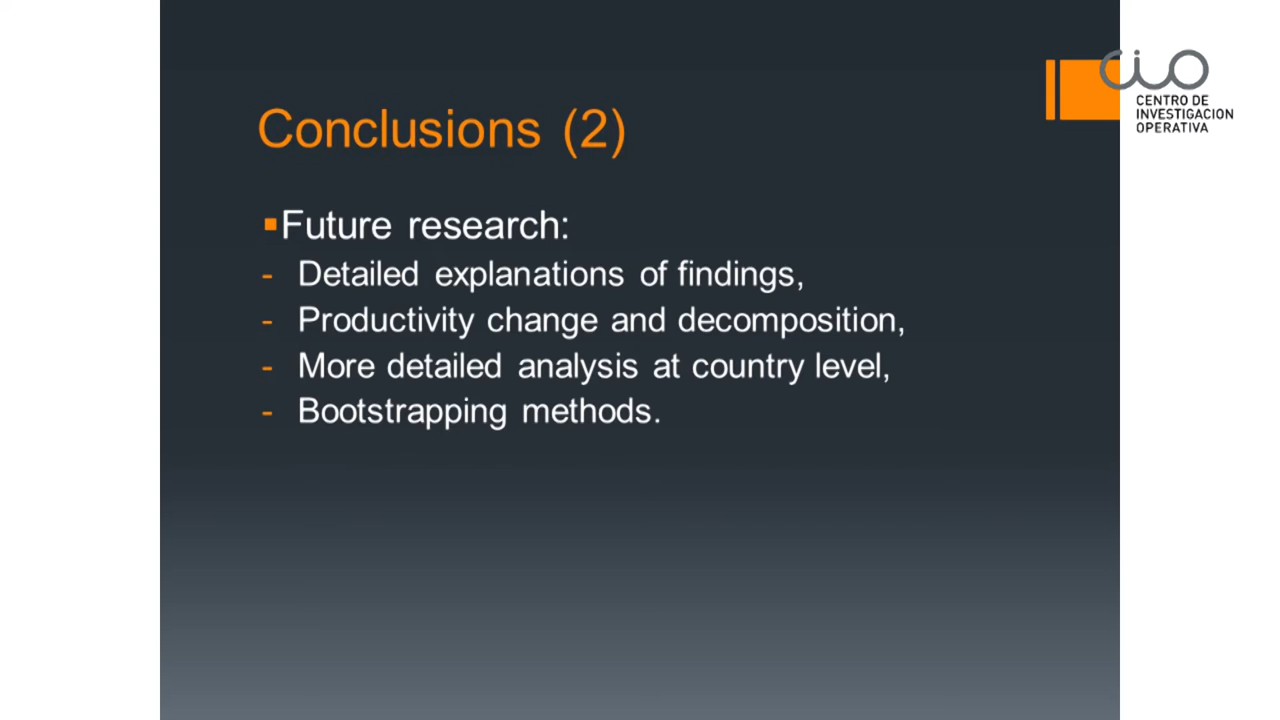 cio
CENTRO DE
INVESTIGACION
OPERATIVA
Conclusions (2)
▪Future research:
- Detailed explanations of findings,
- Productivity change and decomposition,
- More detailed analysis at country level,
- Bootstrapping methods.